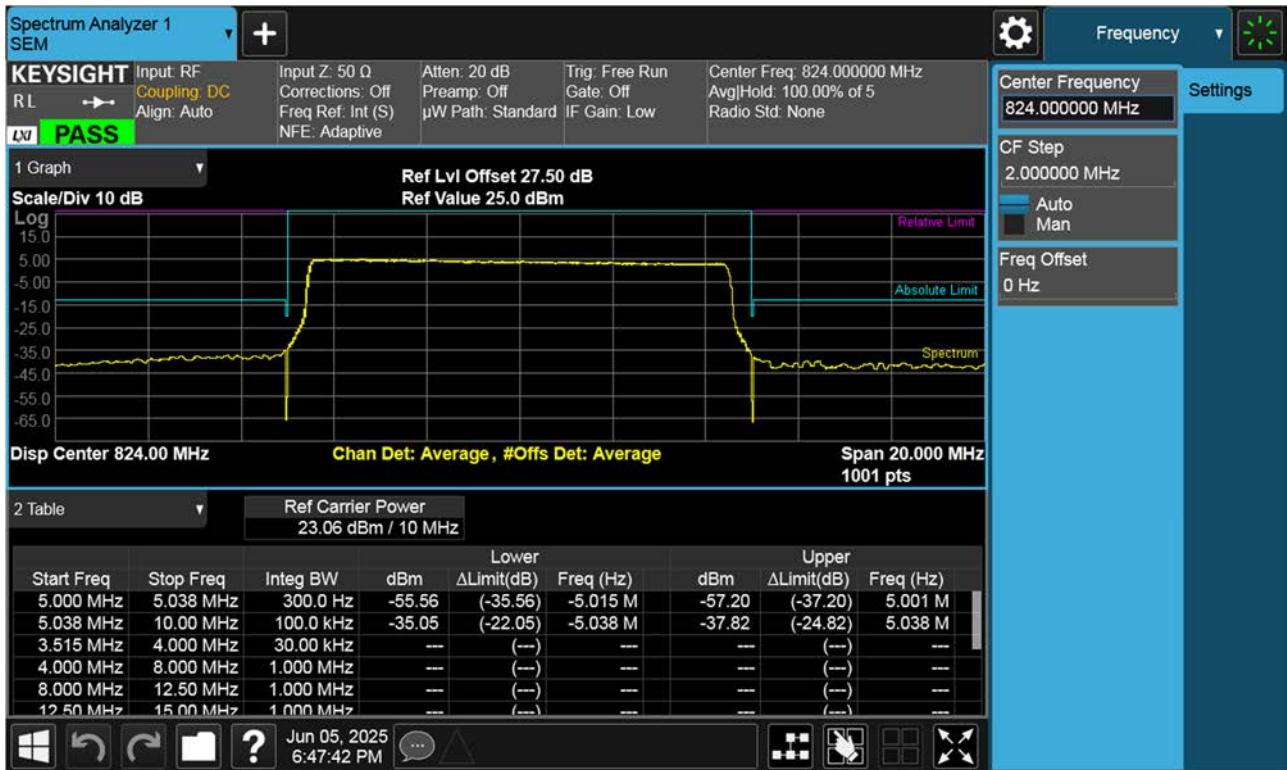 Spectrum Analyzer 1
SEM
Frequency
KEYSIGHT
RL
LXI
PASS
Input: RF
Coupling: DC
Align: Auto
Input Z: 50 Ω
Corrections: Off
Freq Ref: Int (S)
NFE: Adaptive
Atten: 20 dB
Preamp: Off
µW Path: Standard
Trig: Free Run
Gate: Off
IF Gain: Low
Center Freq: 824.000000 MHz
Avg|Hold: 100.00% of 5
Radio Std: None
Center Frequency
824.000000 MHz
Settings
CF Step
2.000000 MHz
Auto
Man
Freq Offset
0 Hz
1 Graph
Scale/Div 10 dB
Ref Lvl Offset 27.50 dB
Ref Value 25.0 dBm
Log
15.0
5.00
-5.00
-15.0
-25.0
-35.0
-45.0
-55.0
-65.0
Relative Limit
Absolute Limit
Spectrum
Disp Center 824.00 MHz
Chan Det: Average, #Offs Det: Average
Span 20.000 MHz
1001 pts
2 Table
Ref Carrier Power
23.06 dBm / 10 MHz
Lower Upper
Start Freq Stop Freq Integ BW dBm ΔLimit(dB) Freq (Hz) dBm ΔLimit(dB) Freq (Hz)
5.000 MHz 5.038 MHz 300.0 Hz -55.56 (-35.56) -5.015 M -57.20 (-37.20) 5.001 M
5.038 MHz 10.00 MHz 100.0 kHz -35.05 (-22.05) -5.038 M -37.82 (-24.82) 5.038 M
3.515 MHz 4.000 MHz 30.00 kHz --- (---) --- --- (---) ---
4.000 MHz 8.000 MHz 1.000 MHz --- (---) --- --- (---) ---
8.000 MHz 12.50 MHz 1.000 MHz --- (---) --- --- (---) ---
12.50 MHz 15.00 MHz 1.000 MHz --- (---) --- --- (---) ---
?
Jun 05, 2025
6:47:42 PM